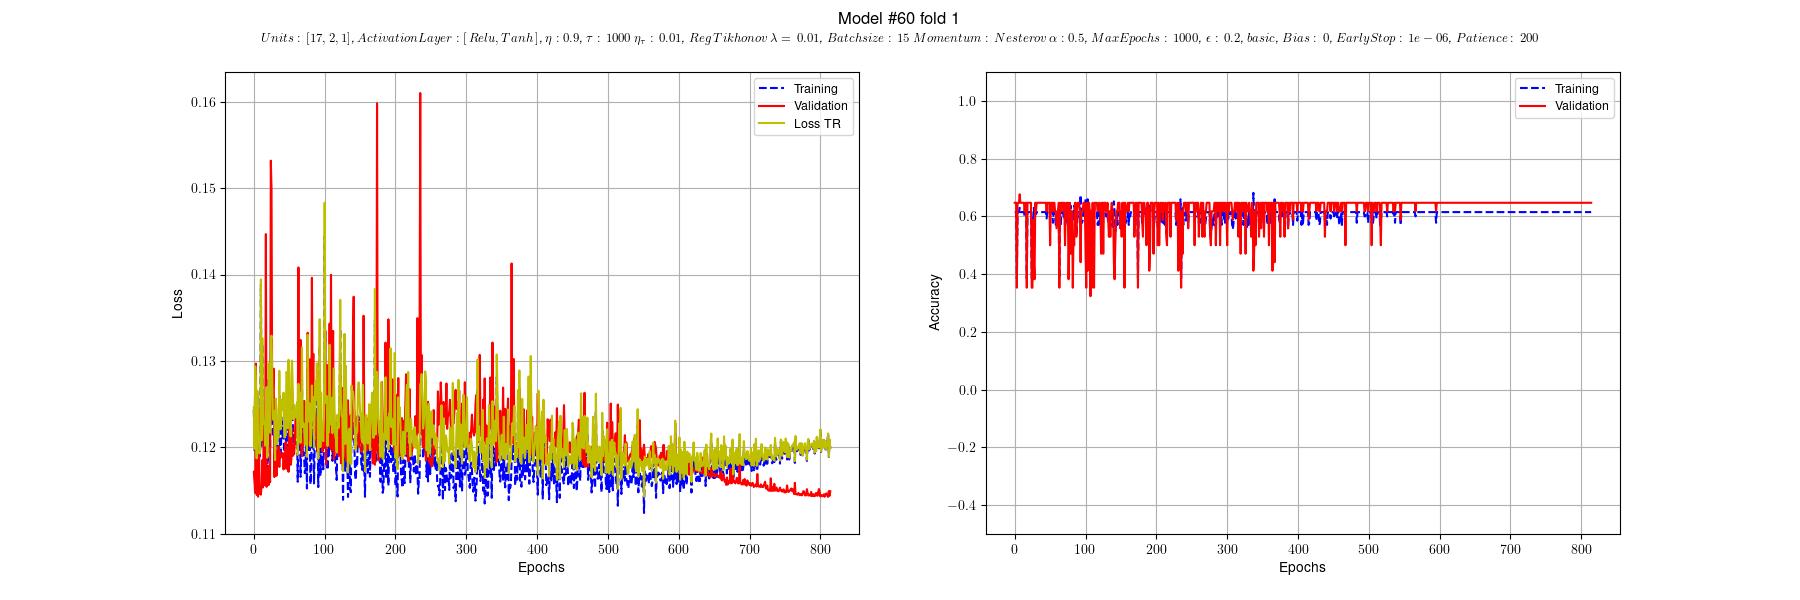 Model #60 fold 1
Units : [17, 2, 1], ActivationLayer : [ Relu, Tanh], η : 0.9, τ : 1000 η_τ : 0.01, Reg Tikhonov λ = 0.01, Batchsize : 15 Momentum : Nesterov α : 0.5, MaxEpochs : 1000, ϵ : 0.2, basic, Bias : 0, EarlyStop : 1e − 06, Patience : 200
Training
Validation
Loss TR
0.16
0.15
0.14
0.13
0.12
0.11
Loss
0 100 200 300 400 500 600 700 800
Epochs
Training
Validation
1.0
0.8
0.6
0.4
0.2
0.0
−0.2
−0.4
Accuracy
0 100 200 300 400 500 600 700 800
Epochs